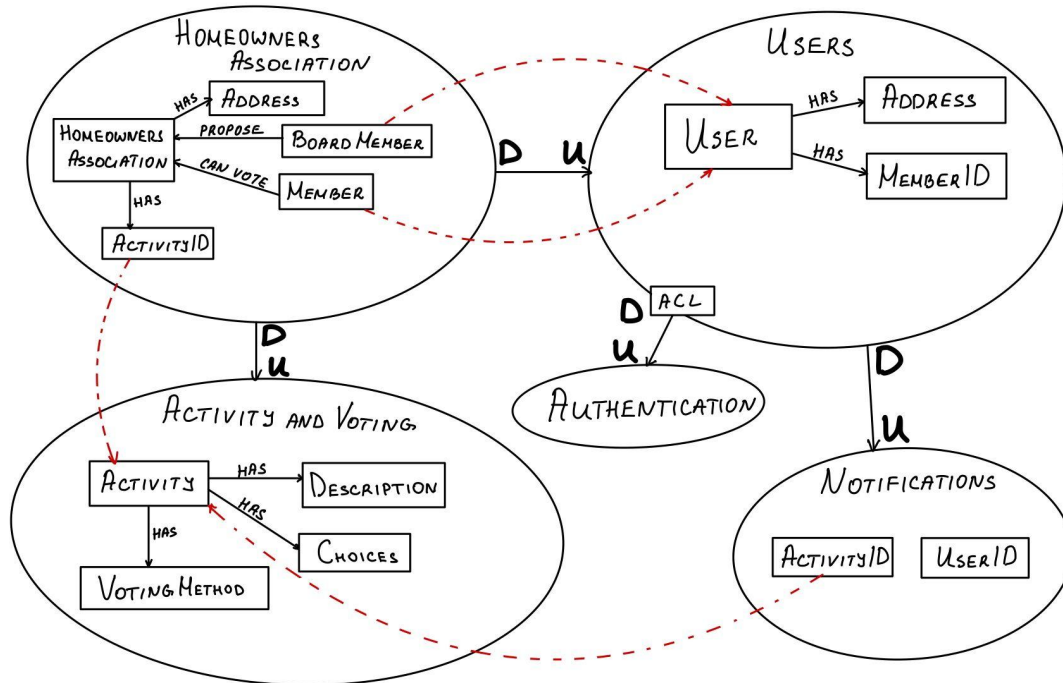 HOMEOWNERS
ASSOCIATION
HAS
ADDRESS
HOMEOWNERS
ASSOCIATION
PROPOSE
BOARD MEMBER
CAN VOTE
MEMBER
HAS
ACTIVITYID
D
U
USERS
USER
HAS
ADDRESS
HAS
MEMBERID
ACL
D
U
AUTHENTICATION
D
U
D
U
ACTIVITY AND VOTING
ACTIVITY
HAS
DESCRIPTION
HAS
CHOICES
HAS
VOTINGMETHOD
NOTIFICATIONS
ACTIVITYID
USERID